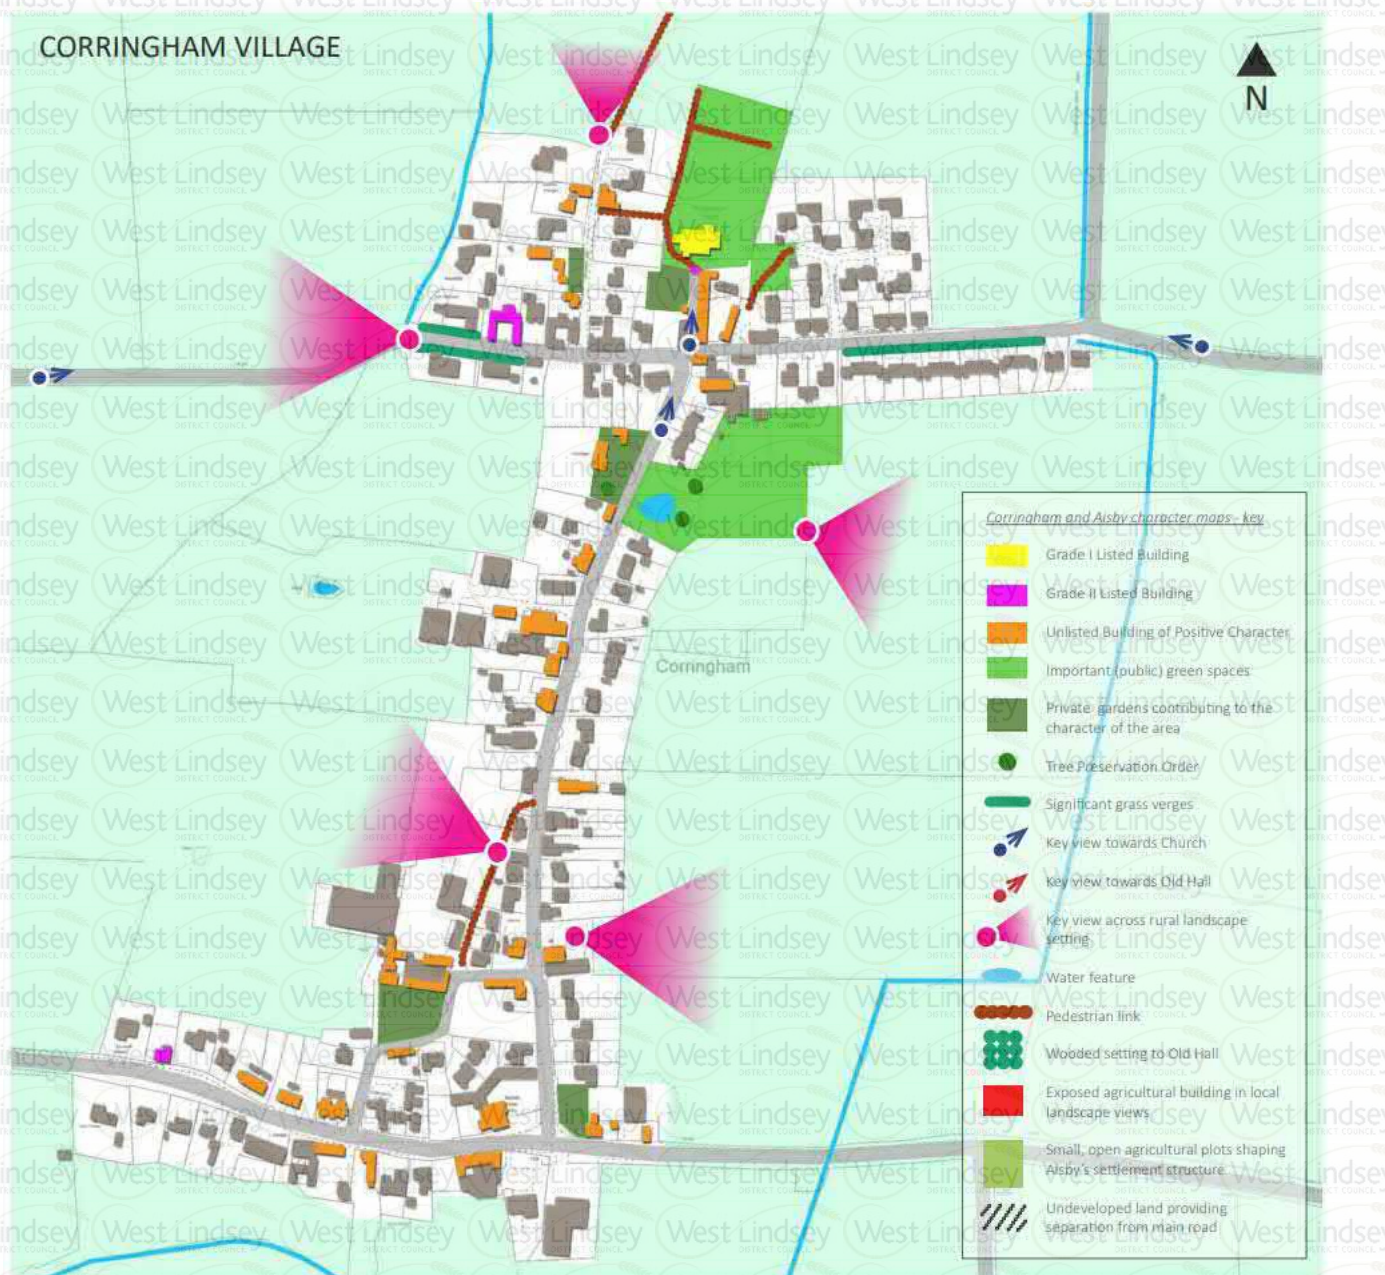 CORRINGHAM VILLAGE
N
West Lindsey
DISTRICT COUNCIL
Corringham
Corringham and Aisby character maps - key
Grade I Listed Building
Grade II Listed Building
Unlisted Building of Positive Character
Important (public) green spaces
Private gardens contributing to the
character of the area
Tree Preservation Order
Significant grass verges
Key view towards Church
Key view towards Old Hall
Key view across rural landscape
setting
Water feature
Pedestrian link
Wooded setting to Old Hall
Exposed agricultural building in local
landscape views
Small, open agricultural plots shaping
Aisby's settlement structure
Undeveloped land providing
separation from main road